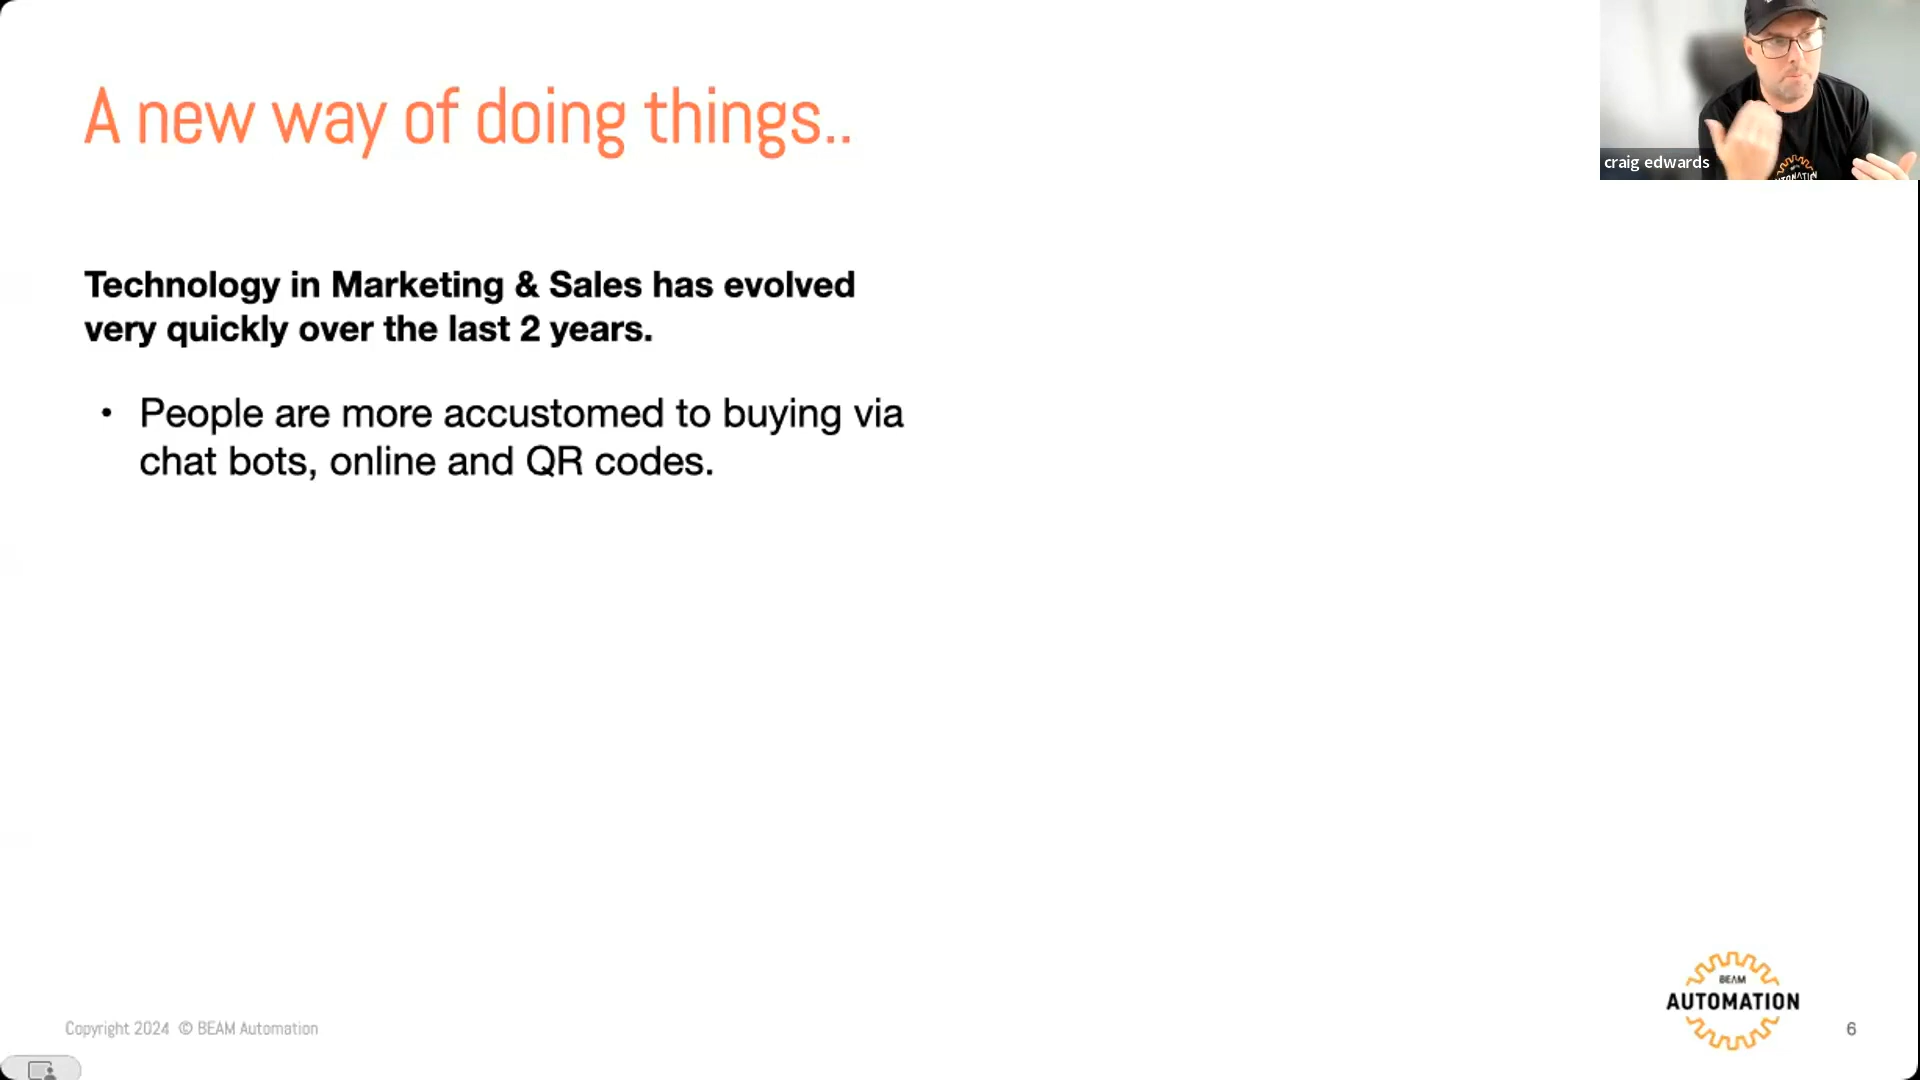 A new way of doing things..
craig edwards
AUTOMATION
Technology in Marketing & Sales has evolved
very quickly over the last 2 years.
• People are more accustomed to buying via
chat bots, online and QR codes.
BEAM
AUTOMATION
Copyright 2024 © BEAM Automation
6